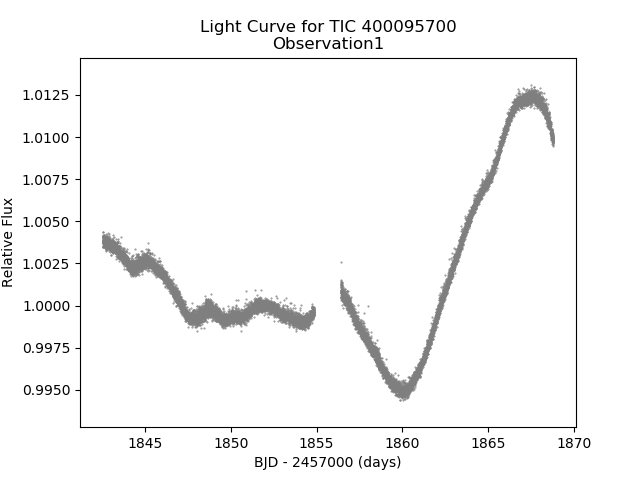 Light Curve for TIC 400095700
Observation1
1.0125
1.0100
1.0075
1.0050
1.0025
1.0000
0.9975
0.9950
Relative Flux
1845 1850 1855 1860 1865 1870
BJD - 2457000 (days)